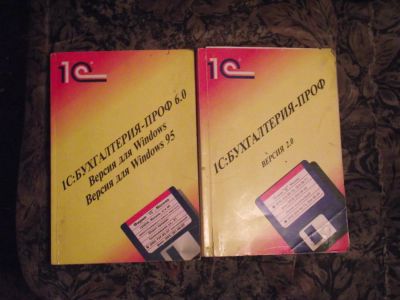 1С
1С:БУХГАЛТЕРИЯ-ПРОФ 6.0
Версия для Windows
Версия для Windows 95
1С
1С:БУХГАЛТЕРИЯ-ПРОФ
ВЕРСИЯ 2.0